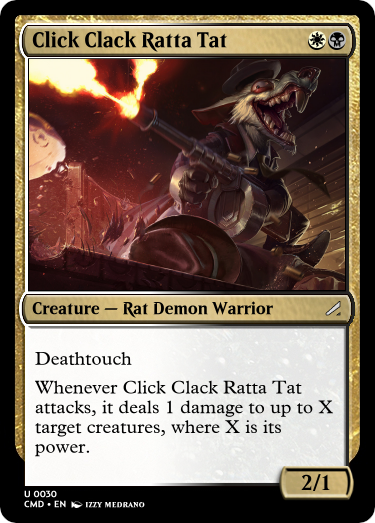 Click Clack Ratta Tat
Creature — Rat Demon Warrior
Deathtouch
Whenever Click Clack Ratta Tat
attacks, it deals 1 damage to up to X
target creatures, where X is its
power.
2/1
U 0030
CMD • EN IZZY MEDRANO